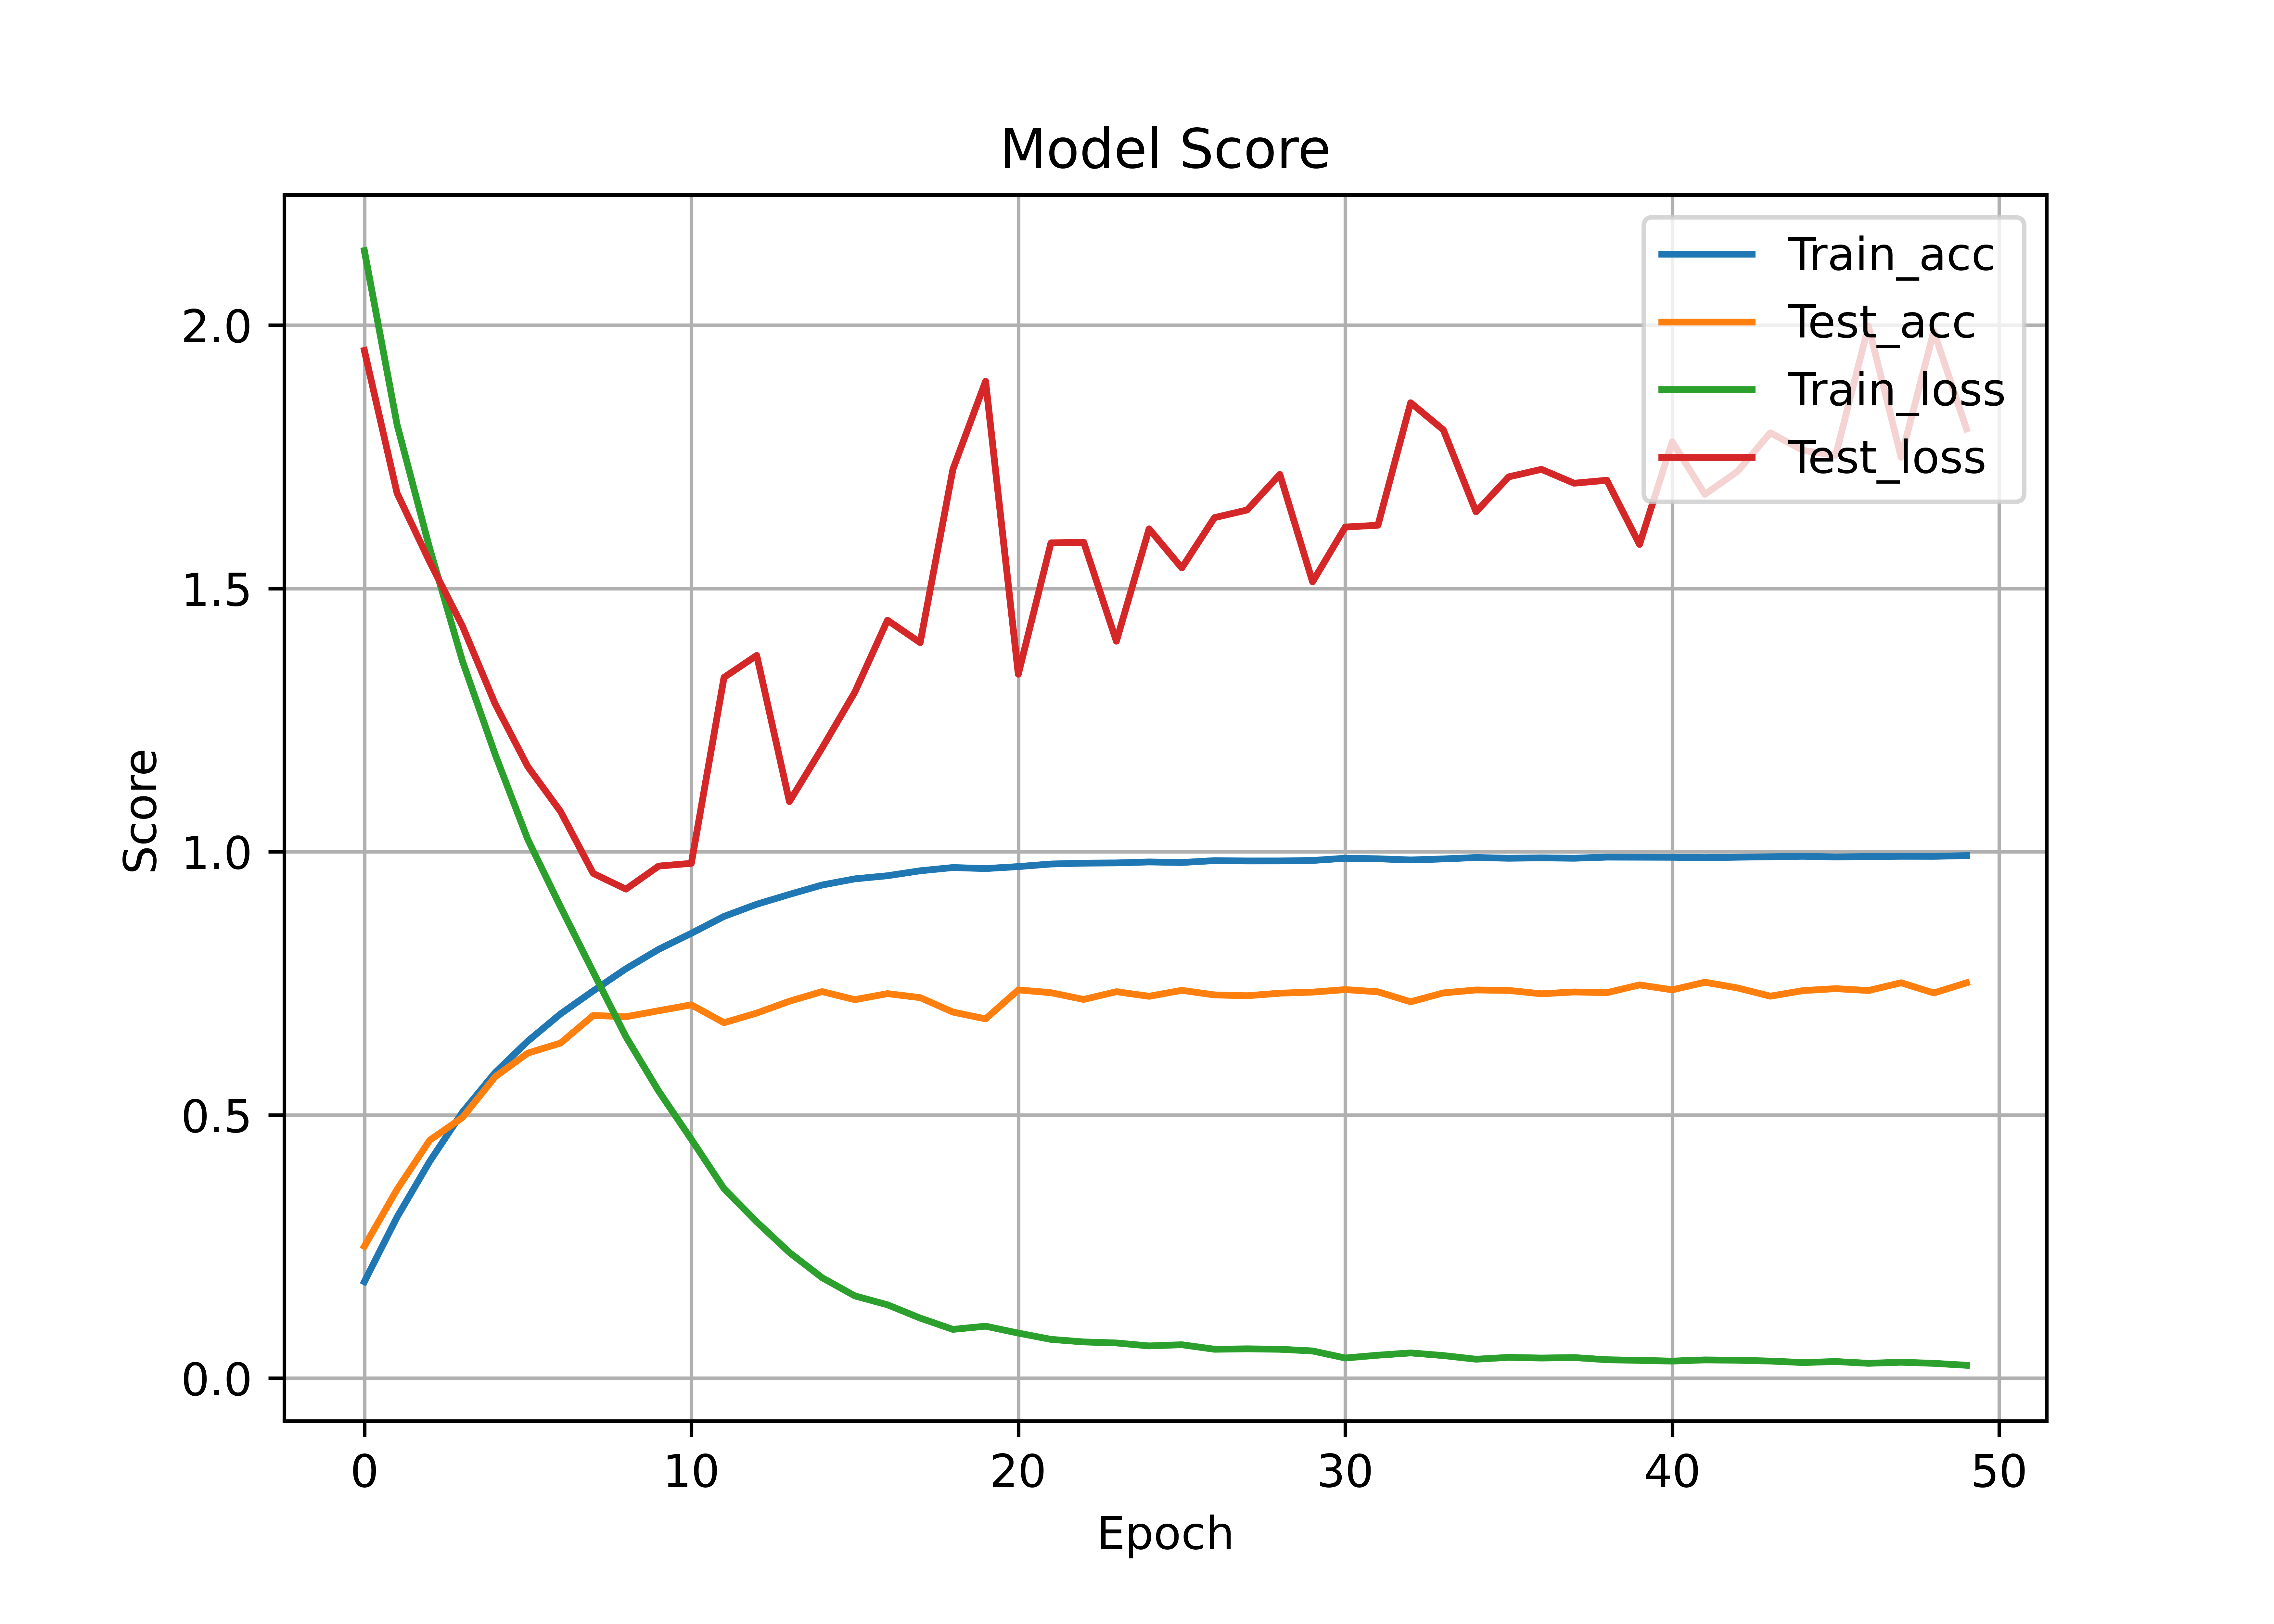 Model Score
Train_acc
Test_acc
Train_loss
Test_loss
2.0
1.5
1.0
0.5
0.0
Score
0 10 20 30 40 50
Epoch